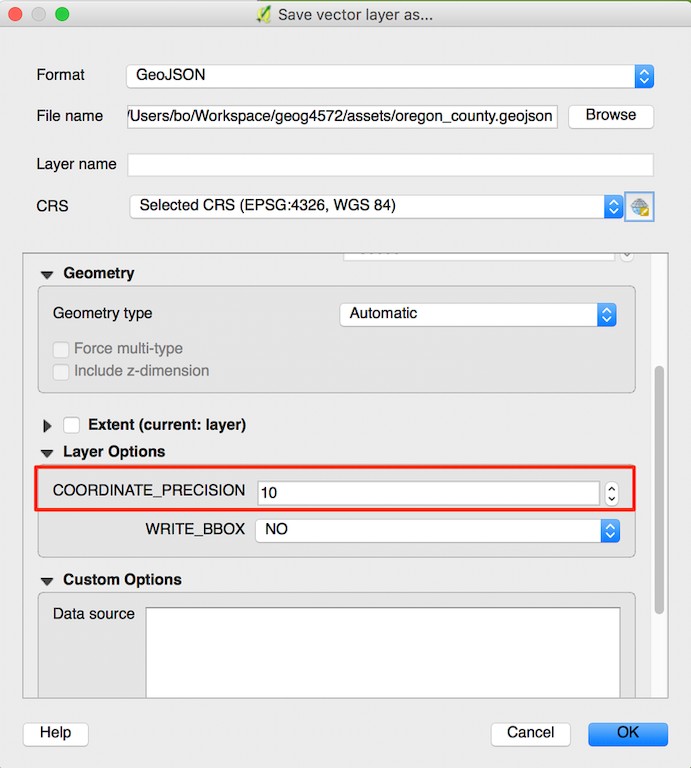 Save vector layer as...
Format GeoJSON
File name /Users/bo/Workspace/geog4572/assets/oregon_county.geojson Browse
Layer name
CRS Selected CRS (EPSG:4326, WGS 84)
Geometry
Geometry type Automatic
Force multi-type
Include z-dimension
Extent (current: layer)
Layer Options
COORDINATE_PRECISION 10
WRITE_BBOX NO
Custom Options
Data source
Help Cancel OK